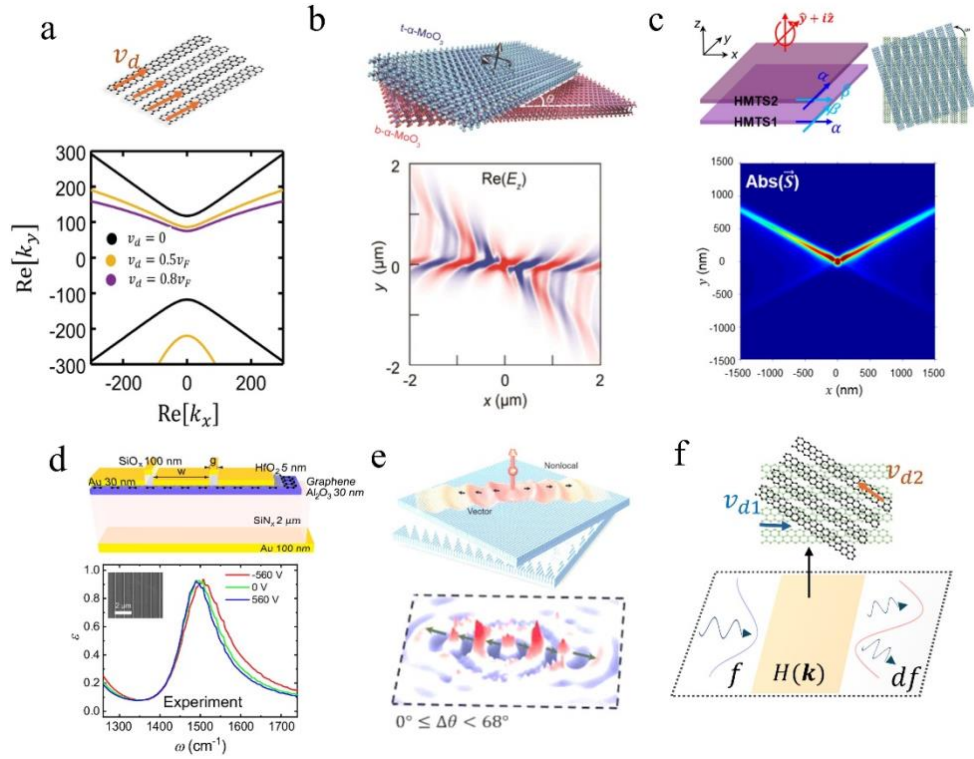 a
v_d
300
200
100
0
-100
-200
-300
Re[k_y]
v_d = 0
v_d = 0.5v_F
v_d = 0.8v_F
-200
0
200
Re[k_x]
b
t-α-MoO₃
θ
b-α-MoO₃
2
0
-2
y (μm)
Re(E_z)
-2
-1
0
1
2
x (μm)
c
z
y
x
ŷ + iẑ
HMTS2
HMTS1
α
β
β
α
1500
1000
500
0
-500
-1000
-1500
y (nm)
Abs(S⃗)
-1500
-1000
-500
0
500
1000
1500
x (nm)
d
SiOₓ 100 nm
g
w
HfO₂ 5 nm
Au 30 nm
Graphene
Al₂O₃ 30 nm
SiNₓ 2 μm
Au 100 nm
1.0
0.8
0.6
0.4
0.2
0.0
ε
2 μm
-560 V
0 V
560 V
Experiment
1300
1400
1500
1600
1700
ω (cm⁻¹)
e
Nonlocal
Vector
0° ≤ Δθ < 68°
f
v_d1
v_d2
f
H(k)
df